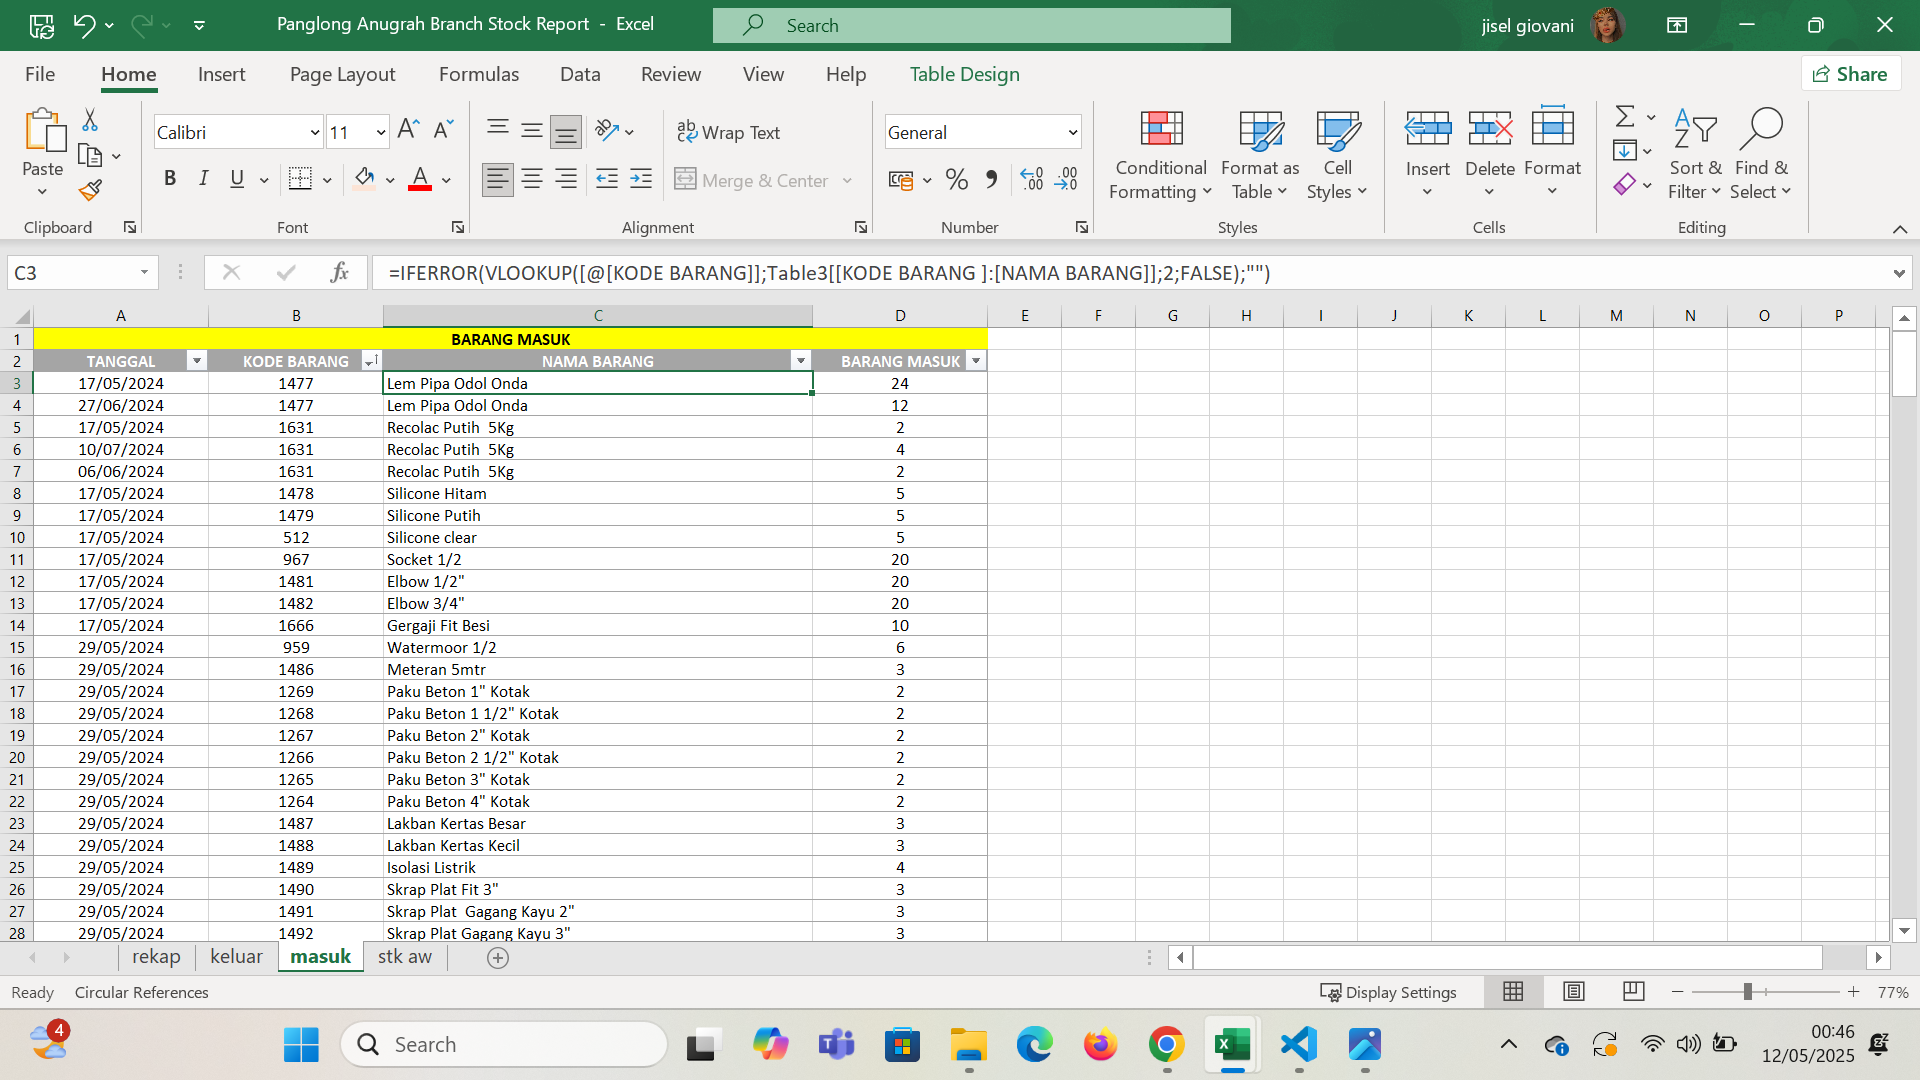 Panglong Anugrah Branch Stock Report - Excel
Search
jisel giovani
File Home Insert Page Layout Formulas Data Review View Help Table Design
Share
Paste
Calibri 11
B I U
Wrap Text
Merge & Center
General
Conditional Formatting
Format as Table
Cell Styles
Insert Delete Format
Sort & Filter
Find & Select
Clipboard Font Alignment Number Styles Cells Editing
C3 fx =IFERROR(VLOOKUP([@[KODE BARANG]];Table3[[KODE BARANG ]:[NAMA BARANG]];2;FALSE);"")
A B C D E F G H I J K L M N O P
1 BARANG MASUK
2 TANGGAL KODE BARANG NAMA BARANG BARANG MASUK
3 17/05/2024 1477 Lem Pipa Odol Onda 24
4 27/06/2024 1477 Lem Pipa Odol Onda 12
5 17/05/2024 1631 Recolac Putih  5Kg 2
6 10/07/2024 1631 Recolac Putih  5Kg 4
7 06/06/2024 1631 Recolac Putih  5Kg 2
8 17/05/2024 1478 Silicone Hitam 5
9 17/05/2024 1479 Silicone Putih 5
10 17/05/2024 512 Silicone clear 5
11 17/05/2024 967 Socket 1/2 20
12 17/05/2024 1481 Elbow 1/2" 20
13 17/05/2024 1482 Elbow 3/4" 20
14 17/05/2024 1666 Gergaji Fit Besi 10
15 29/05/2024 959 Watermoor 1/2 6
16 29/05/2024 1486 Meteran 5mtr 3
17 29/05/2024 1269 Paku Beton 1" Kotak 2
18 29/05/2024 1268 Paku Beton 1 1/2" Kotak 2
19 29/05/2024 1267 Paku Beton 2" Kotak 2
20 29/05/2024 1266 Paku Beton 2 1/2" Kotak 2
21 29/05/2024 1265 Paku Beton 3" Kotak 2
22 29/05/2024 1264 Paku Beton 4" Kotak 2
23 29/05/2024 1487 Lakban Kertas Besar 3
24 29/05/2024 1488 Lakban Kertas Kecil 3
25 29/05/2024 1489 Isolasi Listrik 4
26 29/05/2024 1490 Skrap Plat Fit 3" 3
27 29/05/2024 1491 Skrap Plat  Gagang Kayu 2" 3
28 29/05/2024 1492 Skrap Plat Gagang Kayu 3" 3
rekap keluar masuk stk aw
Ready Circular References Display Settings 77%
4
Search
00:46
12/05/2025